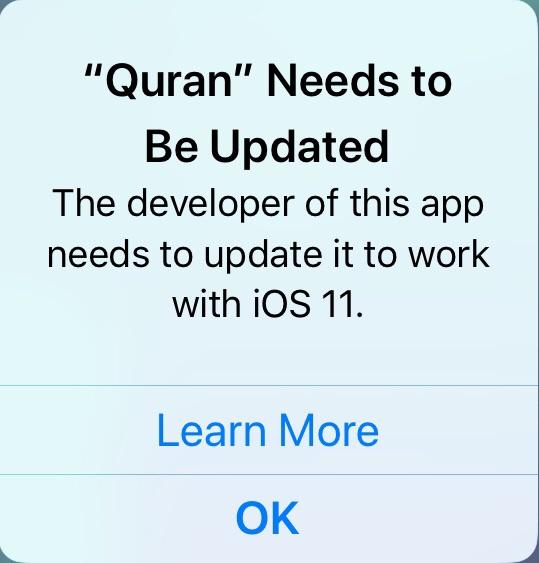 “Quran” Needs to
Be Updated
The developer of this app
needs to update it to work
with iOS 11.
Learn More
OK